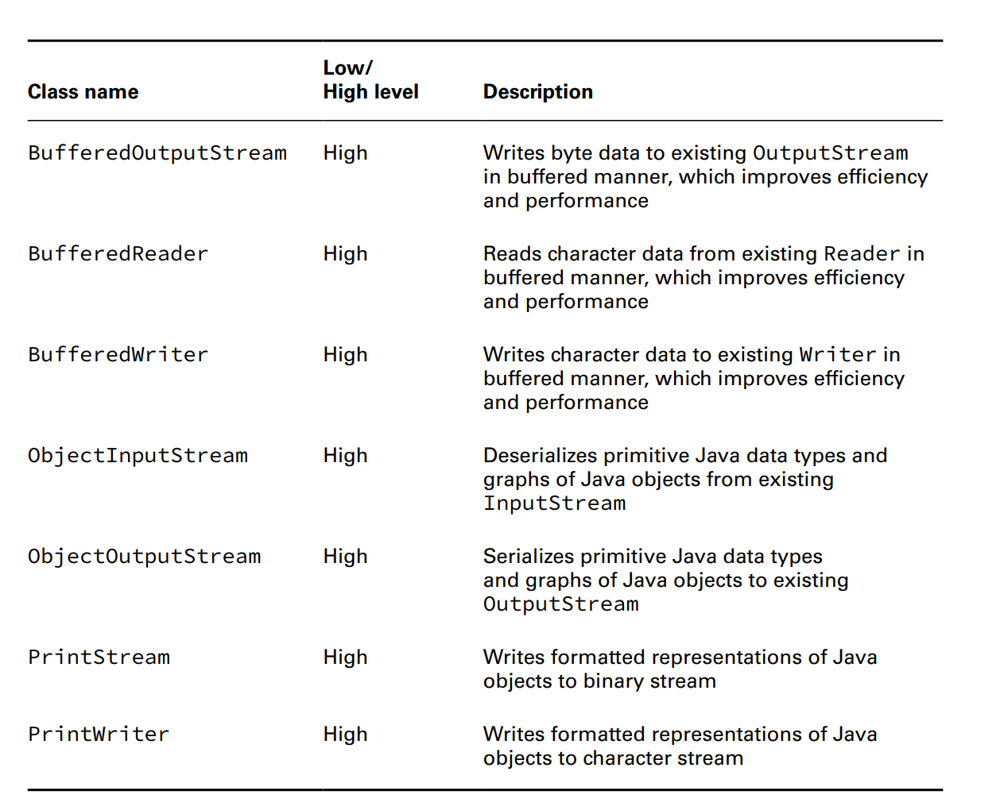 Low/
Class name High level Description
BufferedOutputStream High Writes byte data to existing OutputStream
in buffered manner, which improves efficiency
and performance
BufferedReader High Reads character data from existing Reader in
buffered manner, which improves efficiency
and performance
BufferedWriter High Writes character data to existing Writer in
buffered manner, which improves efficiency
and performance
ObjectInputStream High Deserializes primitive Java data types and
graphs of Java objects from existing
InputStream
ObjectOutputStream High Serializes primitive Java data types
and graphs of Java objects to existing
OutputStream
PrintStream High Writes formatted representations of Java
objects to binary stream
PrintWriter High Writes formatted representations of Java
objects to character stream